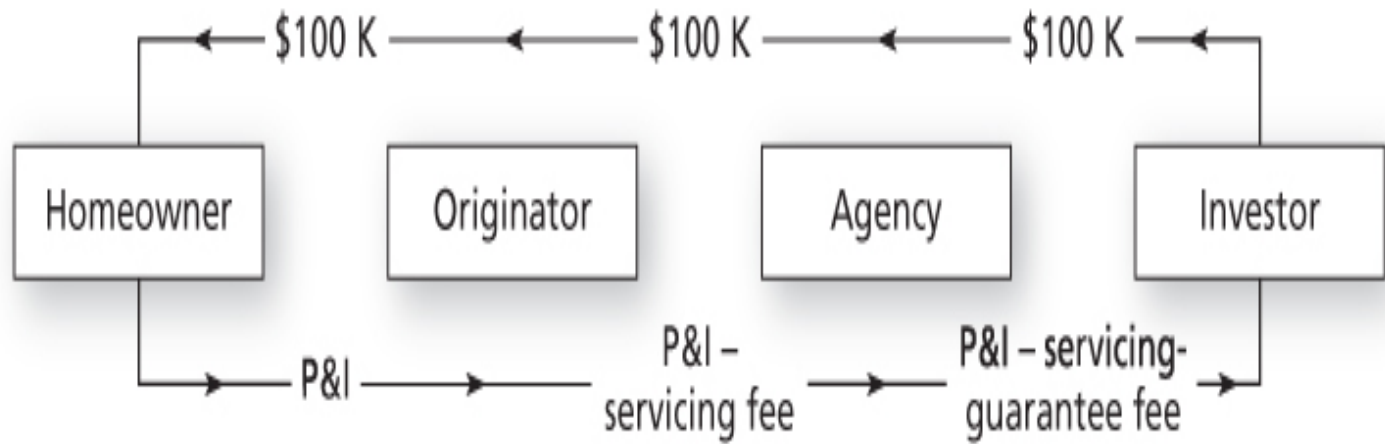 $100 K $100 K $100 K
Homeowner Originator Agency Investor
P&I
P&I –
servicing fee
P&I – servicing-
guarantee fee